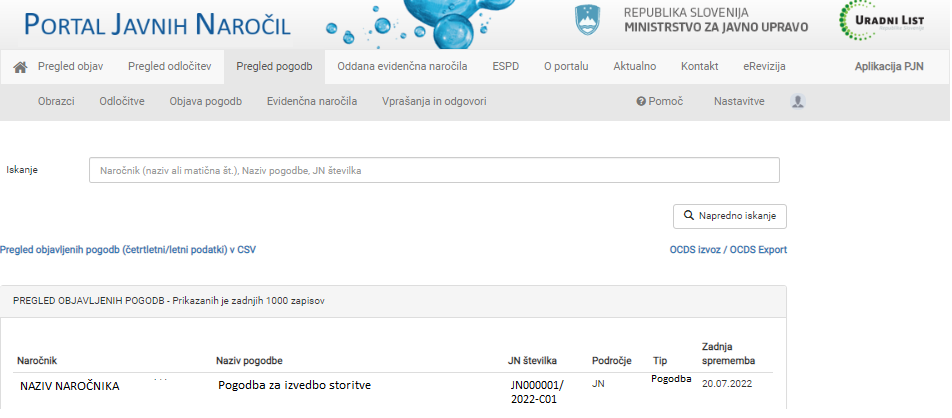 PORTAL JAVNIH NAROČIL
REPUBLIKA SLOVENIJA
MINISTRSTVO ZA JAVNO UPRAVO
URADNI LIST
Pregled objav Pregled odločitev Pregled pogodb Oddana evidenčna naročila ESPD O portalu Aktualno Kontakt eRevizija Aplikacija PJN
Obrazci Odločitve Objava pogodb Evidenčna naročila Vprašanja in odgovori Pomoč Nastavitve
Iskanje Naročnik (naziv ali matična št.), Naziv pogodbe, JN številka
Napredno iskanje
Pregled objavljenih pogodb (četrtletni/letni podatki) v CSV OCDS izvoz / OCDS Export
PREGLED OBJAVLJENIH POGODB - Prikazanih je zadnjih 1000 zapisov
Naročnik Naziv pogodbe JN številka Področje Tip Zadnja
sprememba
NAZIV NAROČNIKA ... Pogodba za izvedbo storitve JN000001/ JN Pogodba 20.07.2022
2022-C01